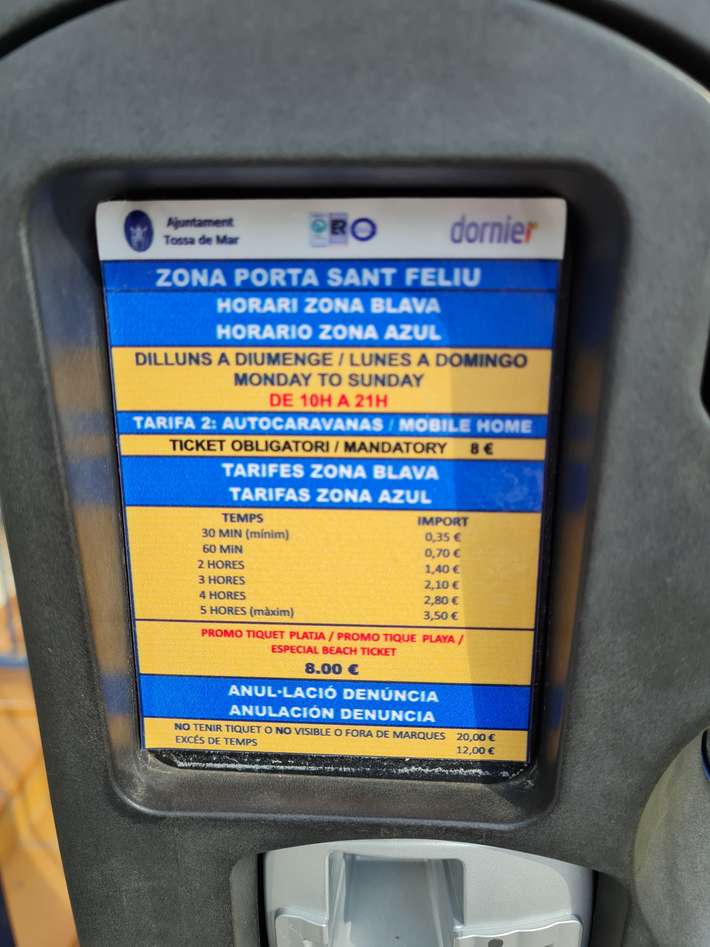 Ajuntament
Tossa de Mar
ER
dornier
ZONA PORTA SANT FELIU
HORARI ZONA BLAVA
HORARIO ZONA AZUL
DILLUNS A DIUMENGE / LUNES A DOMINGO
MONDAY TO SUNDAY
DE 10H A 21H
TARIFA 2: AUTOCARAVANAS / MOBILE HOME
TICKET OBLIGATORI / MANDATORY 8 €
TARIFES ZONA BLAVA
TARIFAS ZONA AZUL
TEMPS IMPORT
30 MIN (mínim) 0,35 €
60 MIN 0,70 €
2 HORES 1,40 €
3 HORES 2,10 €
4 HORES 2,80 €
5 HORES (màxim) 3,50 €
PROMO TIQUET PLATJA / PROMO TIQUE PLAYA /
ESPECIAL BEACH TICKET
8.00 €
ANUL·LACIÓ DENÚNCIA
ANULACIÓN DENUNCIA
NO TENIR TIQUET O NO VISIBLE O FORA DE MARQUES 20,00 €
EXCÉS DE TEMPS 12,00 €